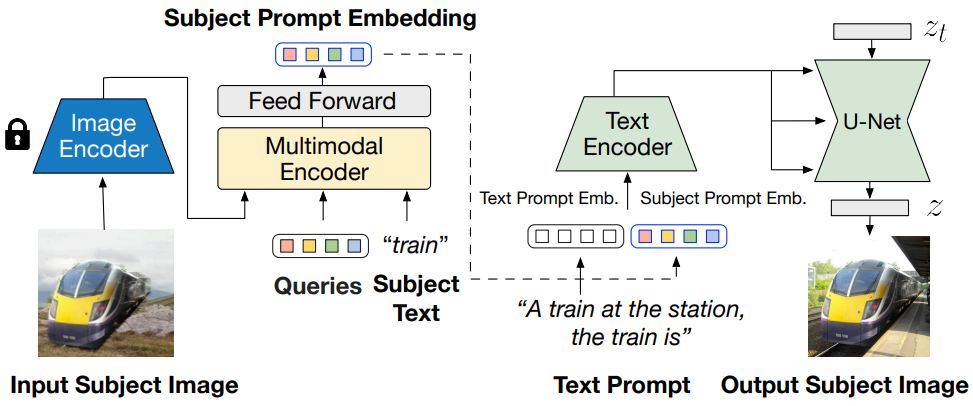 Subject Prompt Embedding
Feed Forward
Image
Encoder
Multimodal
Encoder
"train"
Queries
Subject
Text
Input Subject Image
Text
Encoder
Text Prompt Emb.
Subject Prompt Emb.
"A train at the station,
the train is"
Text Prompt
z_t
U-Net
z
Output Subject Image